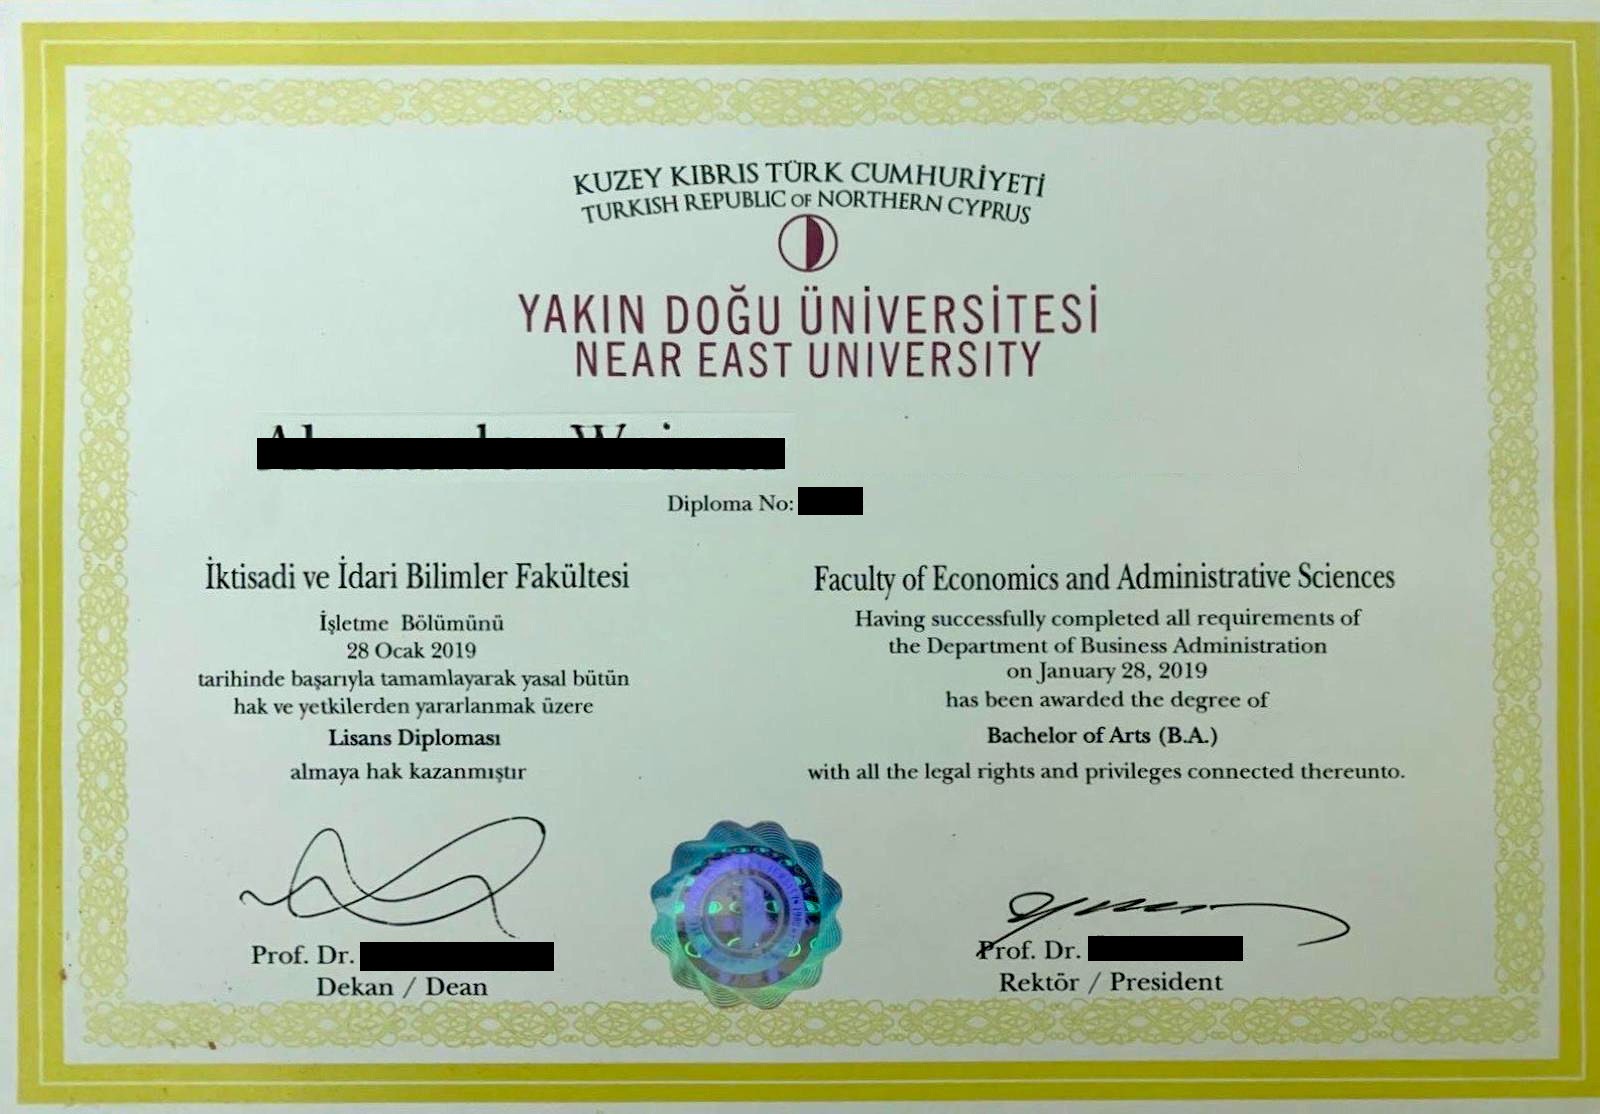 KUZEY KIBRIS TÜRK CUMHURİYETİ
TURKISH REPUBLIC OF NORTHERN CYPRUS
YAKIN DOĞU ÜNİVERSİTESİ
NEAR EAST UNIVERSITY
Diploma No:
İktisadi ve İdari Bilimler Fakültesi
İşletme Bölümünü
28 Ocak 2019
tarihinde başarıyla tamamlayarak yasal bütün
hak ve yetkilerden yararlanmak üzere
Lisans Diploması
almaya hak kazanmıştır
Faculty of Economics and Administrative Sciences
Having successfully completed all requirements of
the Department of Business Administration
on January 28, 2019
has been awarded the degree of
Bachelor of Arts (B.A.)
with all the legal rights and privileges connected thereunto.
Prof. Dr.
Dekan / Dean
Prof. Dr.
Rektör / President